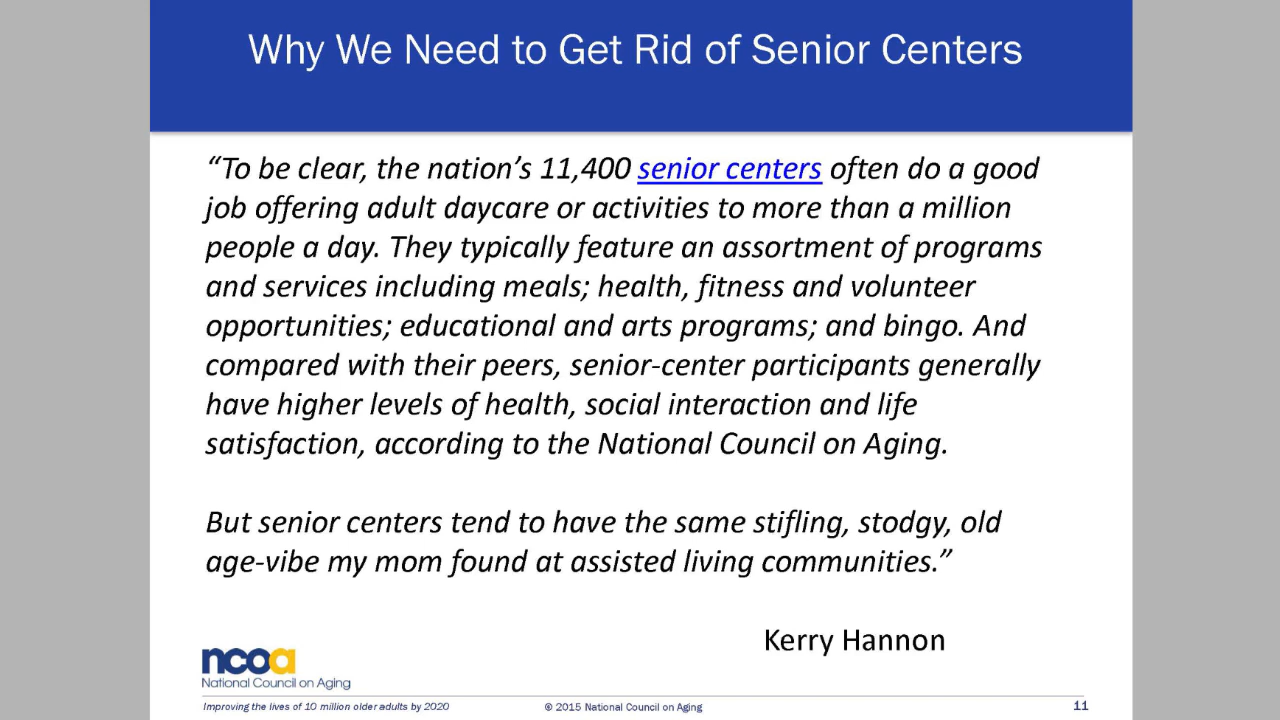 Why We Need to Get Rid of Senior Centers
“To be clear, the nation’s 11,400 senior centers often do a good
job offering adult daycare or activities to more than a million
people a day. They typically feature an assortment of programs
and services including meals; health, fitness and volunteer
opportunities; educational and arts programs; and bingo. And
compared with their peers, senior-center participants generally
have higher levels of health, social interaction and life
satisfaction, according to the National Council on Aging.
But senior centers tend to have the same stifling, stodgy, old
age-vibe my mom found at assisted living communities.”
Kerry Hannon
ncoa
National Council on Aging
Improving the lives of 10 million older adults by 2020
© 2015 National Council on Aging
11